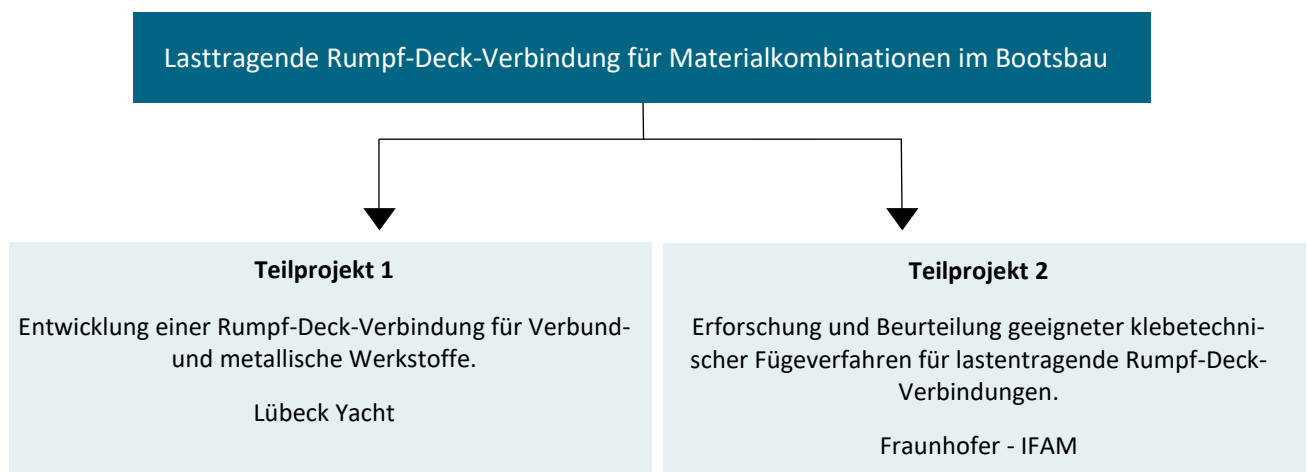 Lasttragende Rumpf-Deck-Verbindung für Materialkombinationen im Bootsbau
Teilprojekt 1
Entwicklung einer Rumpf-Deck-Verbindung für Verbund-
und metallische Werkstoffe.
Lübeck Yacht
Teilprojekt 2
Erforschung und Beurteilung geeigneter klebetechni-
scher Fügeverfahren für lastentragende Rumpf-Deck-
Verbindungen.
Fraunhofer - IFAM